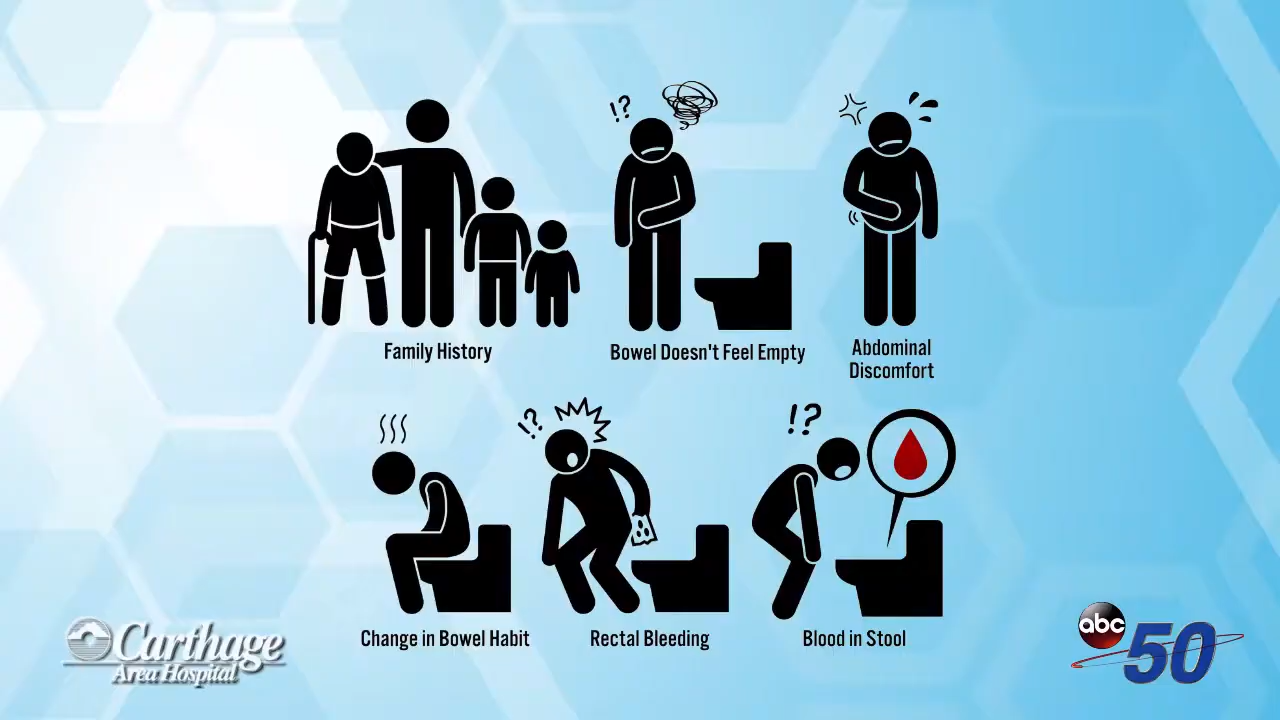 !?
Family History
Bowel Doesn't Feel Empty
Abdominal
Discomfort
!?
!?
Change in Bowel Habit
Rectal Bleeding
Blood in Stool
Carthage
Area Hospital
abc
50